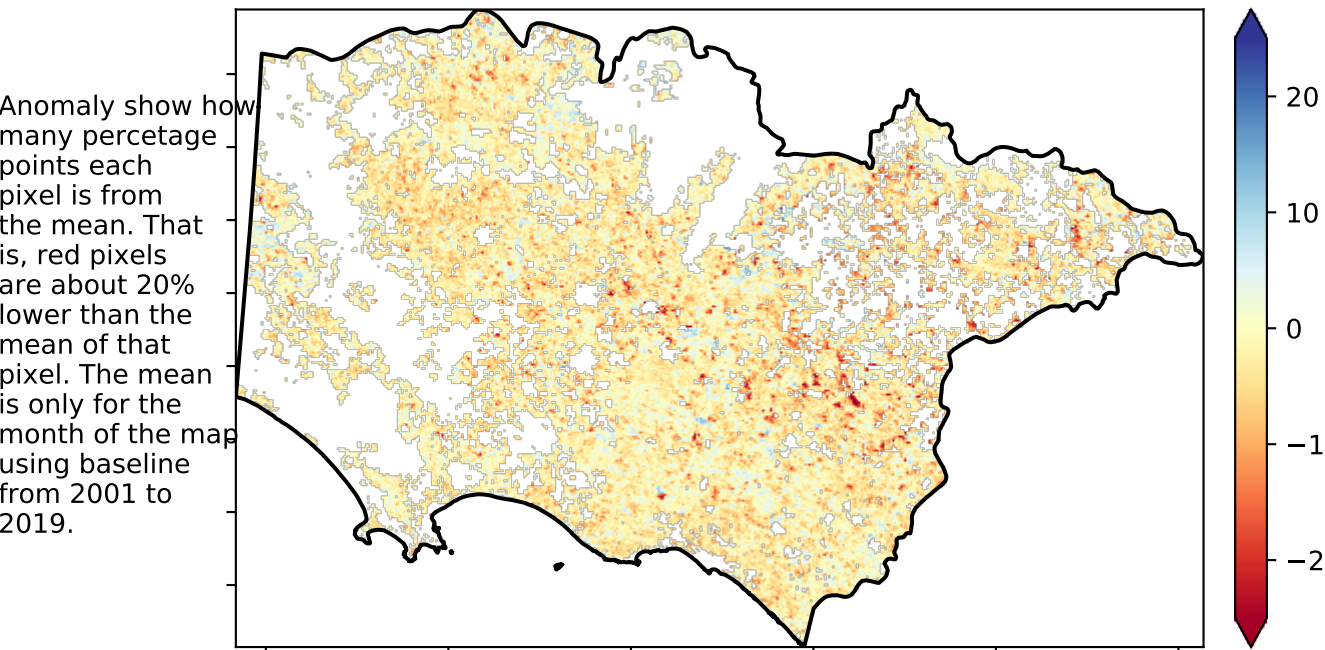 Anomaly show how
many percetage
points each
pixel is from
the mean. That
is, red pixels
are about 20%
lower than the
mean of that
pixel. The mean
is only for the
month of the map
using baseline
from 2001 to
2019.
20
10
0
−1
−2